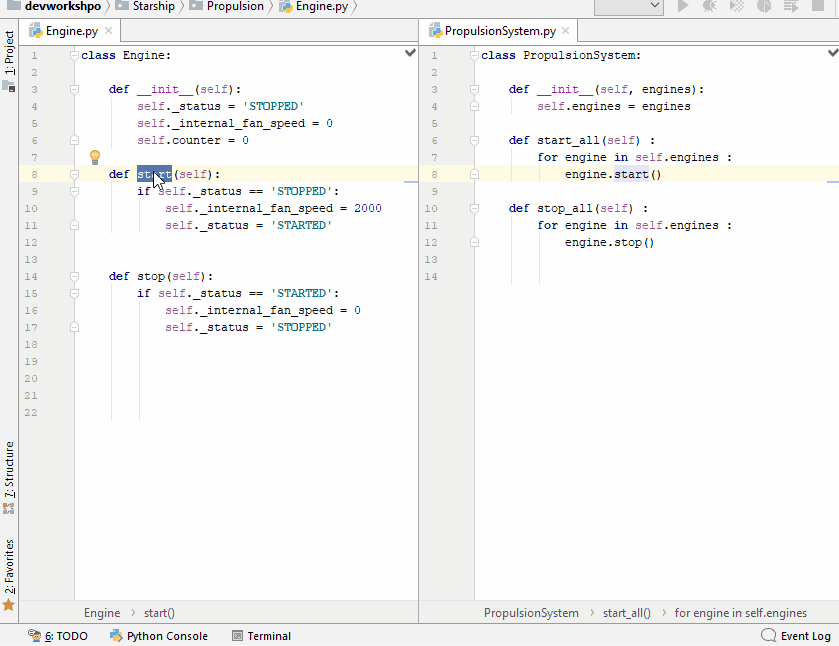 devworkshpo Starship Propulsion Engine.py
Engine.py
PropulsionSystem.py
1: Project
7: Structure
2: Favorites
1 class Engine:
2
3 def __init__(self):
4 self._status = 'STOPPED'
5 self._internal_fan_speed = 0
6 self.counter = 0
7
8 def start(self):
9 if self._status == 'STOPPED':
10 self._internal_fan_speed = 2000
11 self._status = 'STARTED'
12
13
14 def stop(self):
15 if self._status == 'STARTED':
16 self._internal_fan_speed = 0
17 self._status = 'STOPPED'
18
19
20
21
22
1 class PropulsionSystem:
2
3 def __init__(self, engines):
4 self.engines = engines
5
6 def start_all(self) :
7 for engine in self.engines :
8 engine.start()
9
10 def stop_all(self) :
11 for engine in self.engines :
12 engine.stop()
13
14
Engine start()
PropulsionSystem start_all() for engine in self.engines
6: TODO Python Console Terminal Event Log